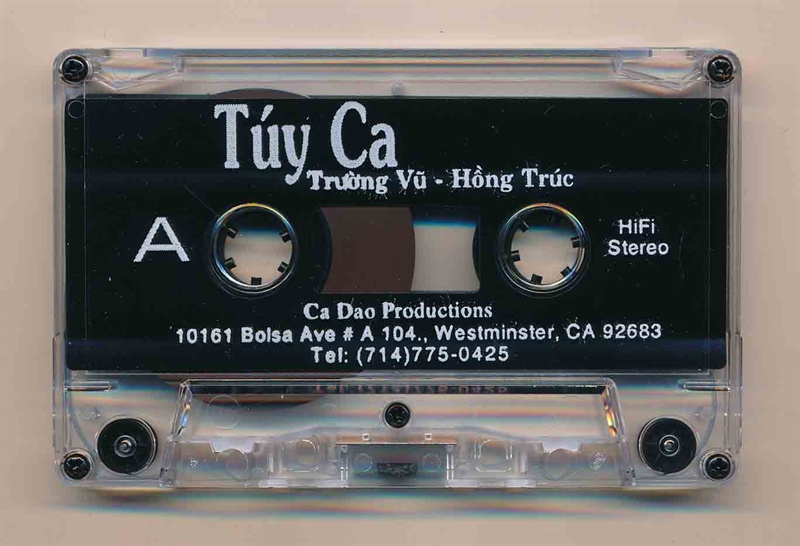 Túy Ca
Trường Vũ - Hồng Trúc
A
HiFi
Stereo
Ca Dao Productions
10161 Bolsa Ave # A 104., Westminster, CA 92683
Tel: (714)775-0425